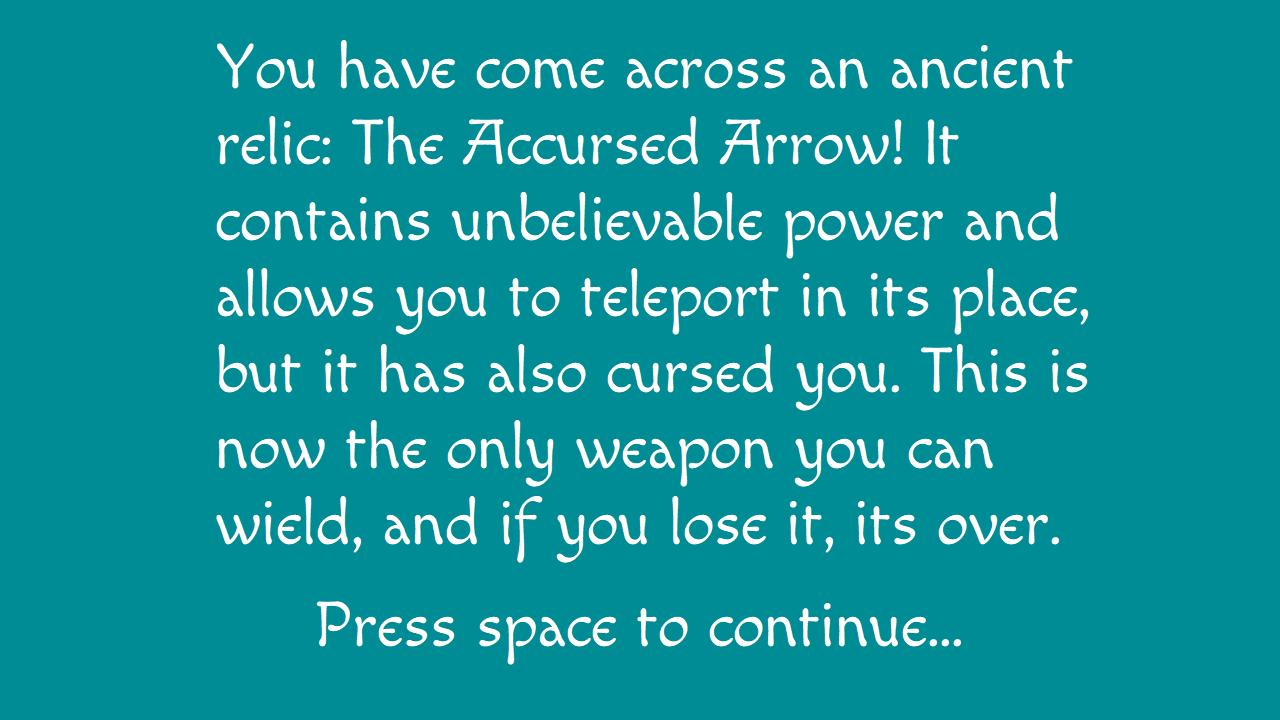 You have come across an ancient
relic: The Accursed Arrow! It
contains unbelievable power and
allows you to teleport in its place,
but it has also cursed you. This is
now the only weapon you can
wield, and if you lose it, its over.
Press space to continue...